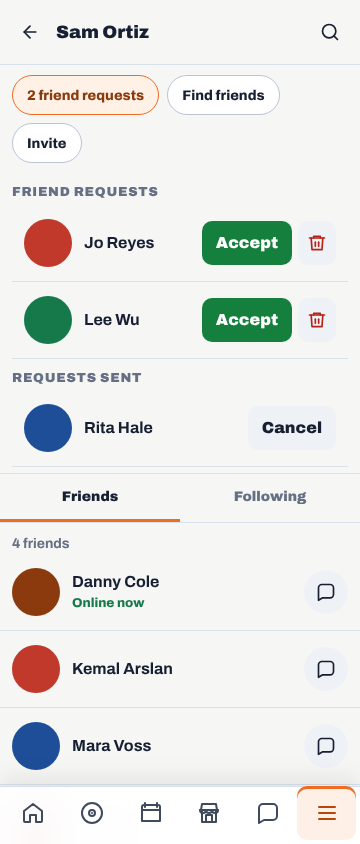 Sam Ortiz
2 friend requests
Find friends
Invite
FRIEND REQUESTS
Jo Reyes
Accept
Lee Wu
Accept
REQUESTS SENT
Rita Hale
Cancel
Friends
Following
4 friends
Danny Cole
Online now
Kemal Arslan
Mara Voss